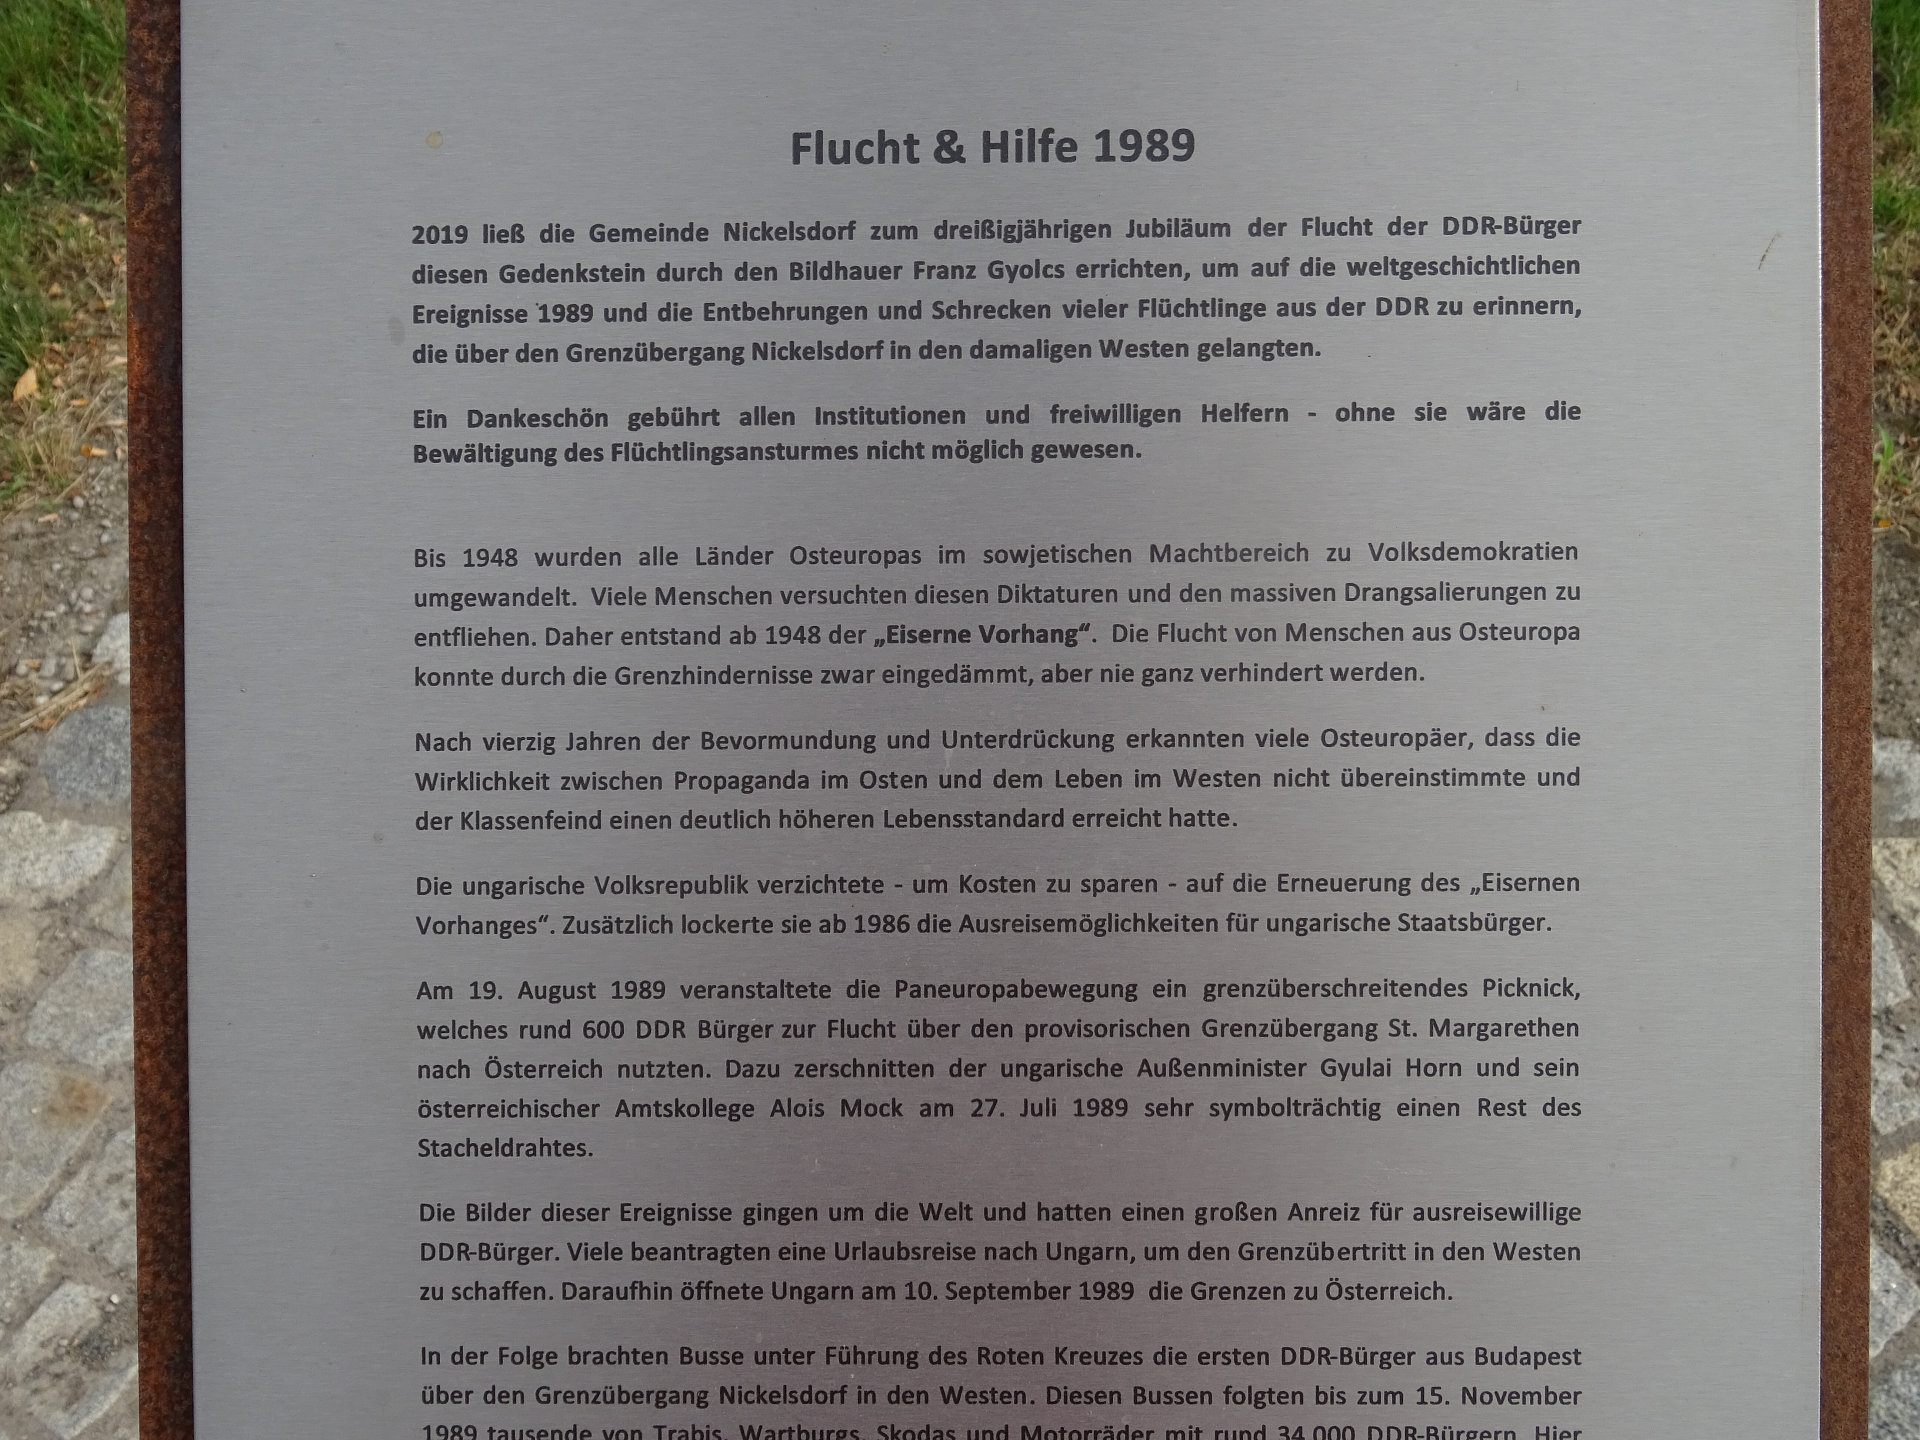 Flucht & Hilfe 1989
2019 ließ die Gemeinde Nickelsdorf zum dreißigjährigen Jubiläum der Flucht der DDR-Bürger
diesen Gedenkstein durch den Bildhauer Franz Gyolcs errichten, um auf die weltgeschichtlichen
Ereignisse 1989 und die Entbehrungen und Schrecken vieler Flüchtlinge aus der DDR zu erinnern,
die über den Grenzübergang Nickelsdorf in den damaligen Westen gelangten.
Ein Dankeschön gebührt allen Institutionen und freiwilligen Helfern - ohne sie wäre die
Bewältigung des Flüchtlingsansturmes nicht möglich gewesen.
Bis 1948 wurden alle Länder Osteuropas im sowjetischen Machtbereich zu Volksdemokratien
umgewandelt. Viele Menschen versuchten diesen Diktaturen und den massiven Drangsalierungen zu
entfliehen. Daher entstand ab 1948 der „Eiserne Vorhang“. Die Flucht von Menschen aus Osteuropa
konnte durch die Grenzhindernisse zwar eingedämmt, aber nie ganz verhindert werden.
Nach vierzig Jahren der Bevormundung und Unterdrückung erkannten viele Osteuropäer, dass die
Wirklichkeit zwischen Propaganda im Osten und dem Leben im Westen nicht übereinstimmte und
der Klassenfeind einen deutlich höheren Lebensstandard erreicht hatte.
Die ungarische Volksrepublik verzichtete - um Kosten zu sparen - auf die Erneuerung des „Eisernen
Vorhanges“. Zusätzlich lockerte sie ab 1986 die Ausreisemöglichkeiten für ungarische Staatsbürger.
Am 19. August 1989 veranstaltete die Paneuropabewegung ein grenzüberschreitendes Picknick,
welches rund 600 DDR Bürger zur Flucht über den provisorischen Grenzübergang St. Margarethen
nach Österreich nutzten. Dazu zerschnitten der ungarische Außenminister Gyulai Horn und sein
österreichischer Amtskollege Alois Mock am 27. Juli 1989 sehr symbolträchtig einen Rest des
Stacheldrahtes.
Die Bilder dieser Ereignisse gingen um die Welt und hatten einen großen Anreiz für ausreisewillige
DDR-Bürger. Viele beantragten eine Urlaubsreise nach Ungarn, um den Grenzübertritt in den Westen
zu schaffen. Daraufhin öffnete Ungarn am 10. September 1989 die Grenzen zu Österreich.
In der Folge brachten Busse unter Führung des Roten Kreuzes die ersten DDR-Bürger aus Budapest
über den Grenzübergang Nickelsdorf in den Westen. Diesen Bussen folgten bis zum 15. November
1989 tausende von Trabis, Wartburgs, Skodas und Motorräder mit rund 34.000 DDR-Bürgern. Hier